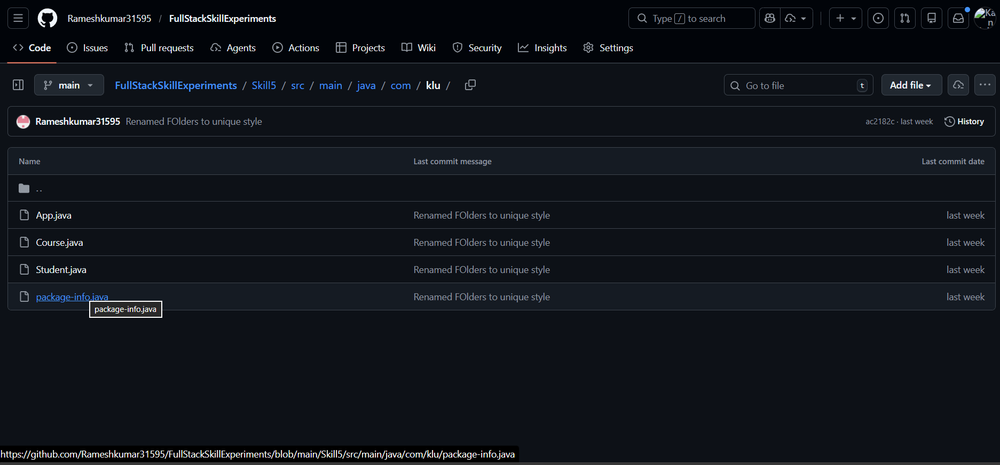 Rameshkumar31595 / FullStackSkillExperiments Type / to search
Code Issues Pull requests Agents Actions Projects Wiki Security Insights Settings
main FullStackSkillExperiments / Skill5 / src / main / java / com / klu / Go to file t Add file
Rameshkumar31595 Renamed FOlders to unique style ac2182c · last week History
Name Last commit message Last commit date
..
App.java Renamed FOlders to unique style last week
Course.java Renamed FOlders to unique style last week
Student.java Renamed FOlders to unique style last week
package-info.java Renamed FOlders to unique style last week
package-info.java
https://github.com/Rameshkumar31595/FullStackSkillExperiments/blob/main/Skill5/src/main/java/com/klu/package-info.java